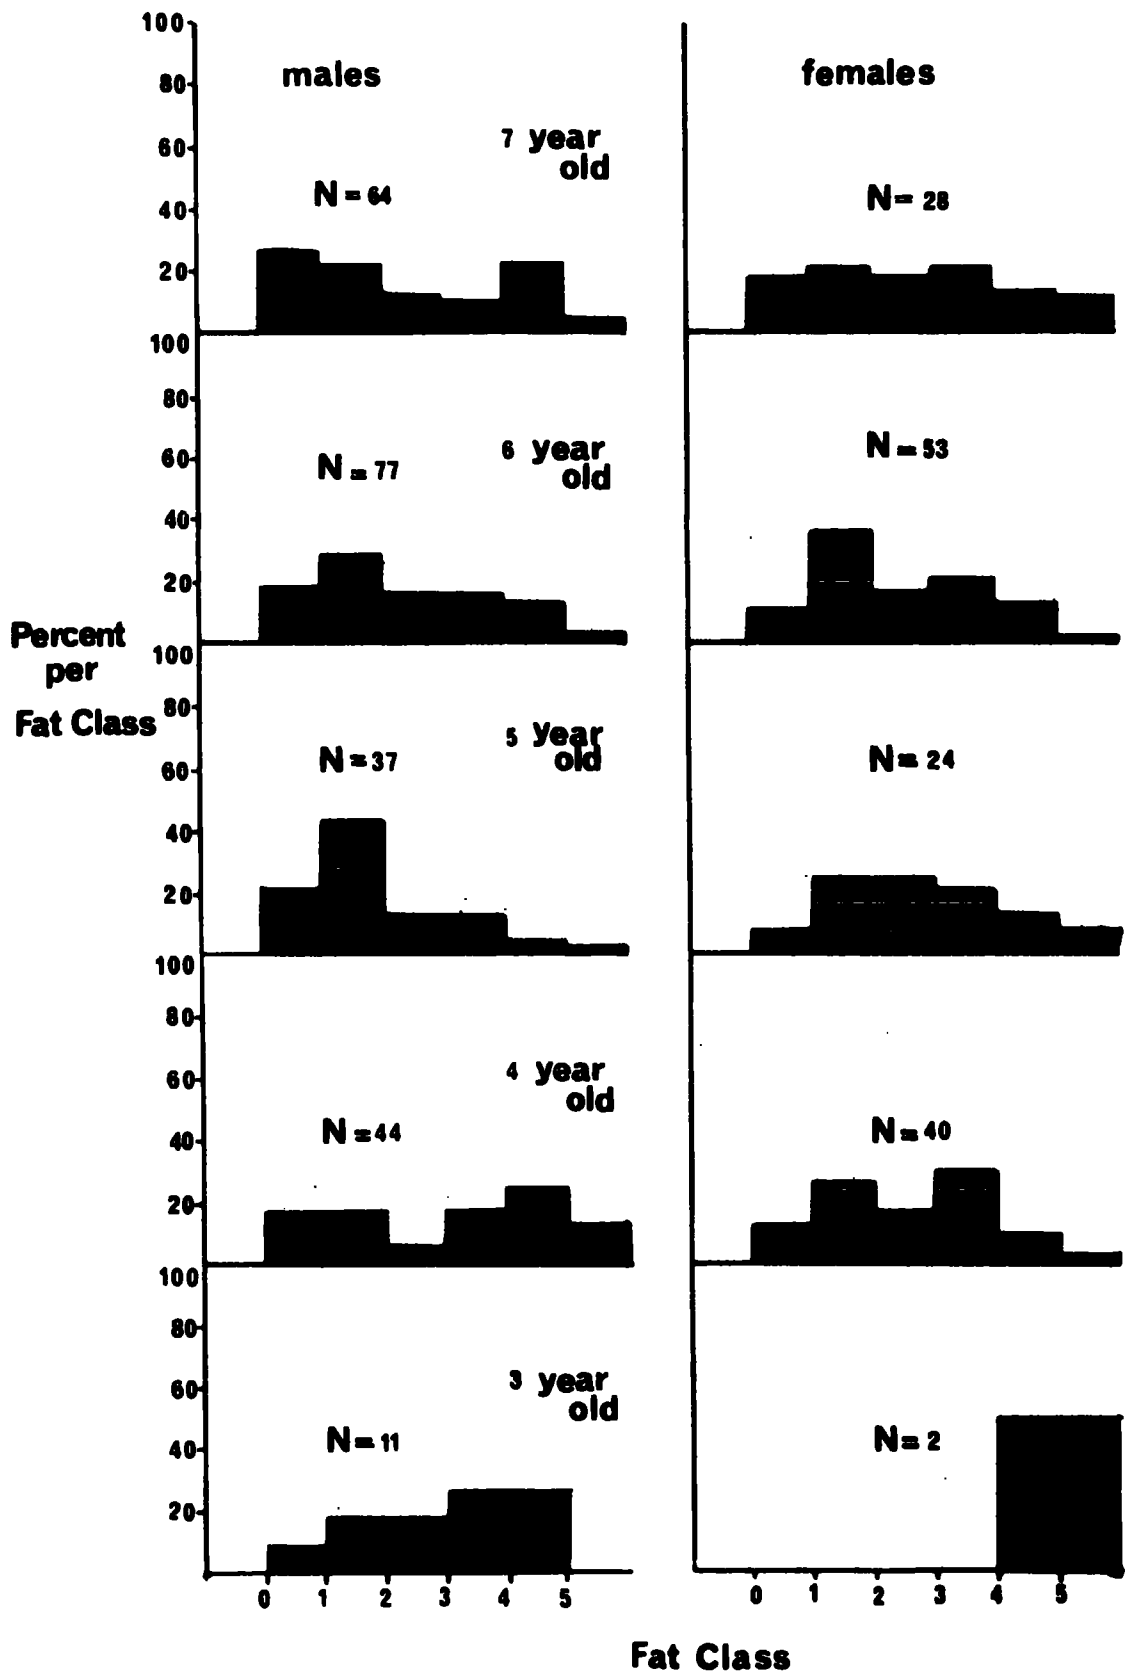 males
females
100
80
60
40
20
7 year
old
N = 64
N = 28
100
80
60
40
20
6 year
old
N = 77
N = 53
Percent
per
Fat Class
100
80
60
40
20
5 year
old
N = 37
N = 24
100
80
60
40
20
4 year
old
N = 44
N = 40
100
80
60
40
20
3 year
old
N = 11
N = 2
0 1 2 3 4 5
0 1 2 3 4 5
Fat Class